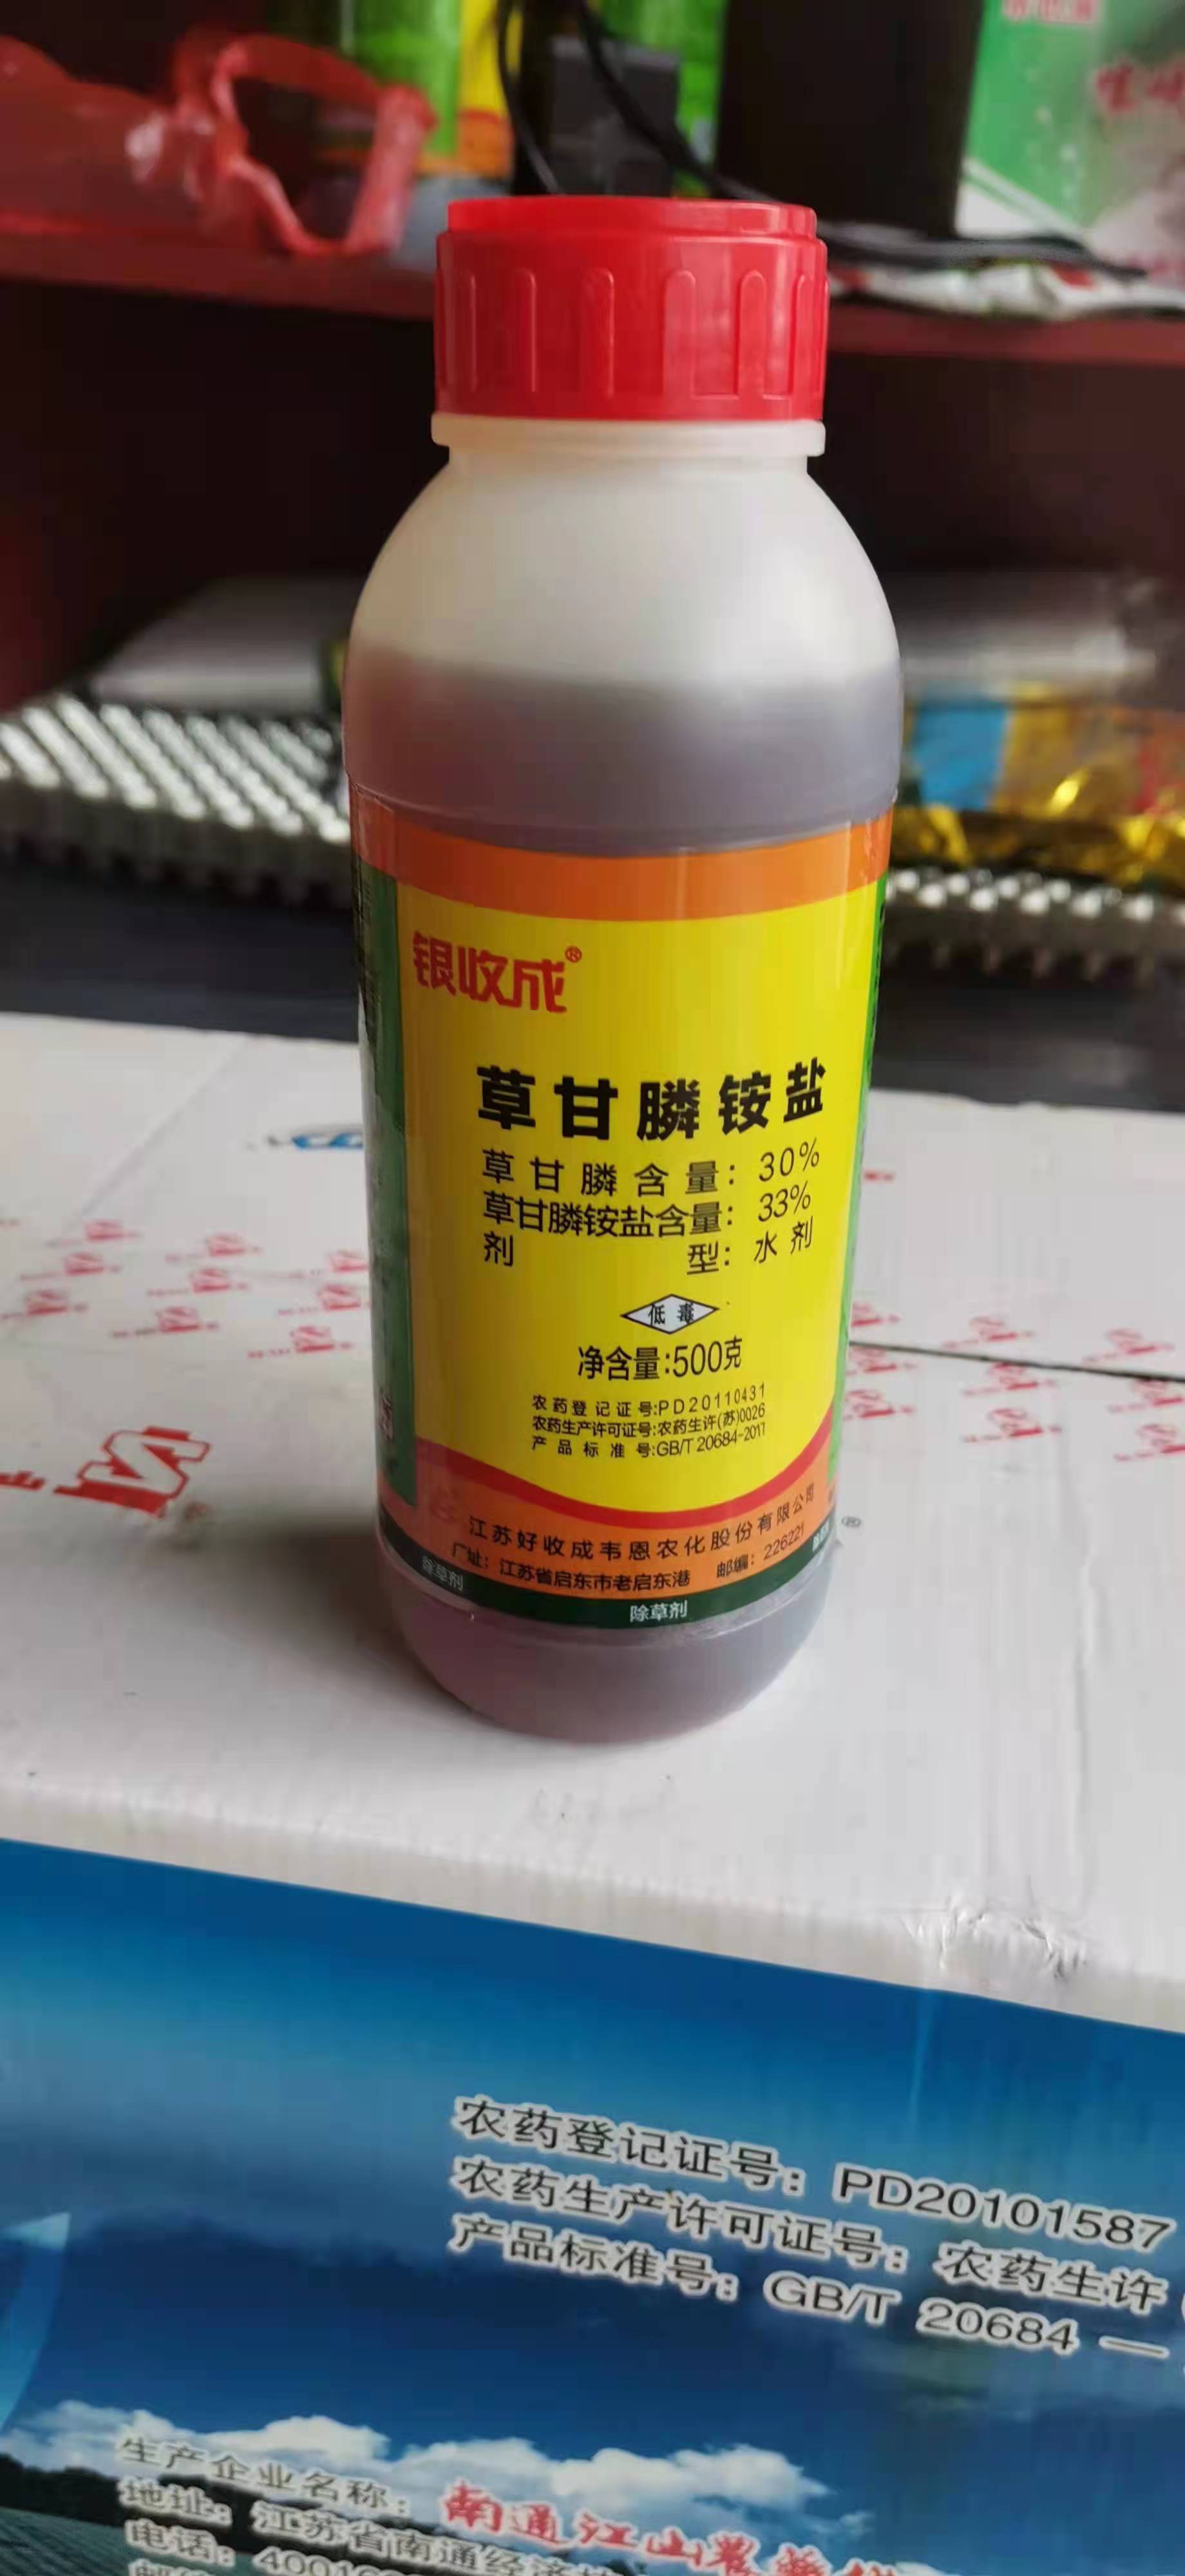 银收成®
草甘膦铵盐
草甘膦含量：30%
草甘膦铵盐含量：33%
剂型：水剂
低毒
净含量:500克
农药登记证号:PD20110431
农药生产许可证号:农药生许(苏)0026
产品标准号:GB/T 20684-2017
江苏好收成韦恩农化股份有限公司
厂址：江苏省启东市老启东港 邮编：226221
除草剂
除草剂
农药登记证号：PD20101587
农药生产许可证号：农药生许
产品标准号：GB/T 20684 —
生产企业名称：南通江山农药
地址：江苏省南通经济
电话：4001